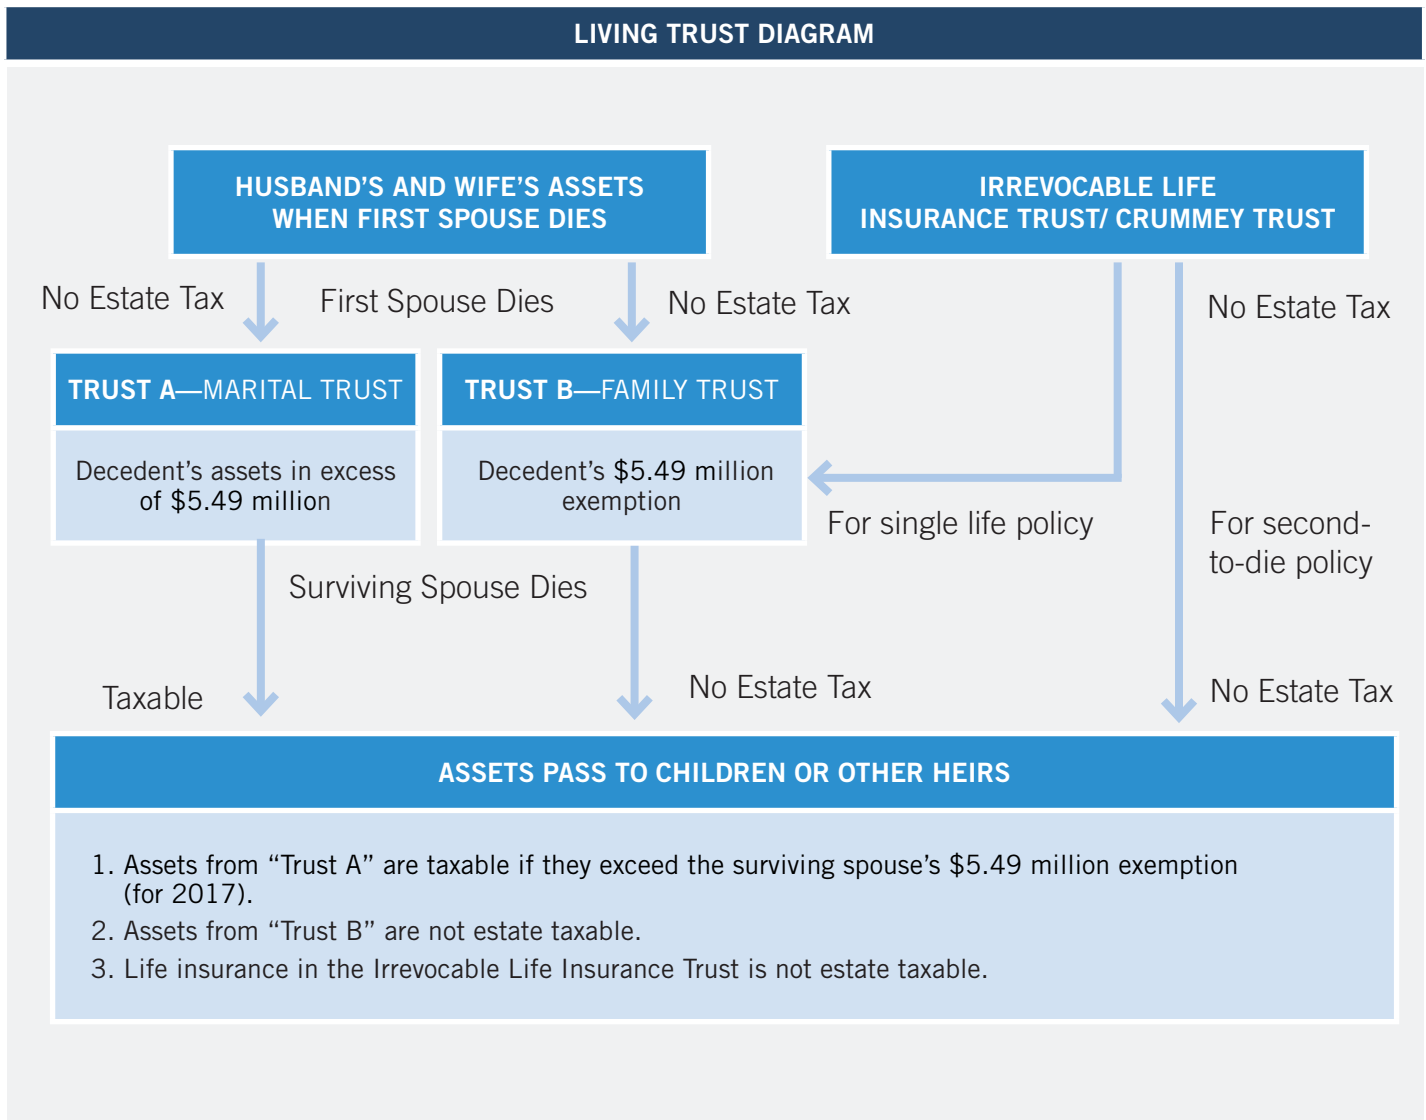 LIVING TRUST DIAGRAM
HUSBAND’S AND WIFE’S ASSETS
WHEN FIRST SPOUSE DIES
IRREVOCABLE LIFE
INSURANCE TRUST/ CRUMMEY TRUST
No Estate Tax
First Spouse Dies
No Estate Tax
No Estate Tax
TRUST A—MARITAL TRUST
Decedent’s assets in excess
of $5.49 million
TRUST B—FAMILY TRUST
Decedent’s $5.49 million
exemption
For single life policy
For second-
to-die policy
Surviving Spouse Dies
Taxable
No Estate Tax
No Estate Tax
ASSETS PASS TO CHILDREN OR OTHER HEIRS
1. Assets from “Trust A” are taxable if they exceed the surviving spouse’s $5.49 million exemption
(for 2017).
2. Assets from “Trust B” are not estate taxable.
3. Life insurance in the Irrevocable Life Insurance Trust is not estate taxable.